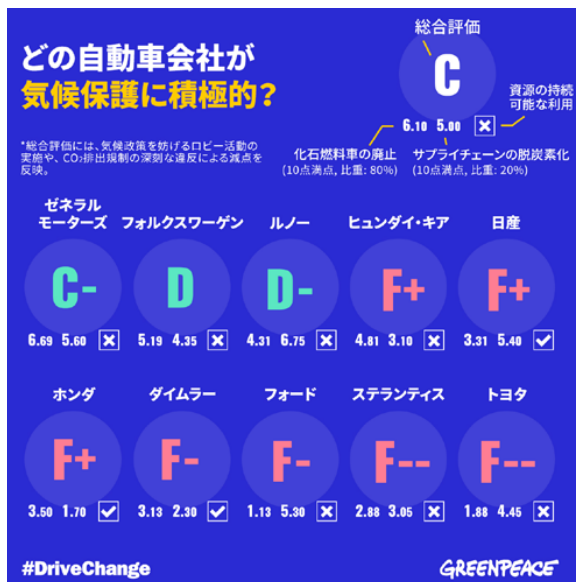 どの自動車会社が
気候保護に積極的?
*総合評価には、気候政策を妨げるロビー活動の
実施や、CO₂排出規制の深刻な違反による減点を
反映。
総合評価
C
6.10 5.00
資源の持続
可能な利用
化石燃料車の廃止
(10点満点, 比重: 80%)
サプライチェーンの脱炭素化
(10点満点, 比重: 20%)
ゼネラル
モーターズ
フォルクスワーゲン
ルノー
ヒュンダイ・キア
日産
C-
D
D-
F+
F+
6.69 5.60
5.19 4.35
4.31 6.75
4.81 3.10
3.31 5.40
ホンダ
ダイムラー
フォード
ステランティス
トヨタ
F+
F-
F-
F--
F--
3.50 1.70
3.13 2.30
1.13 5.30
2.88 3.05
1.88 4.45
#DriveChange
GREENPEACE